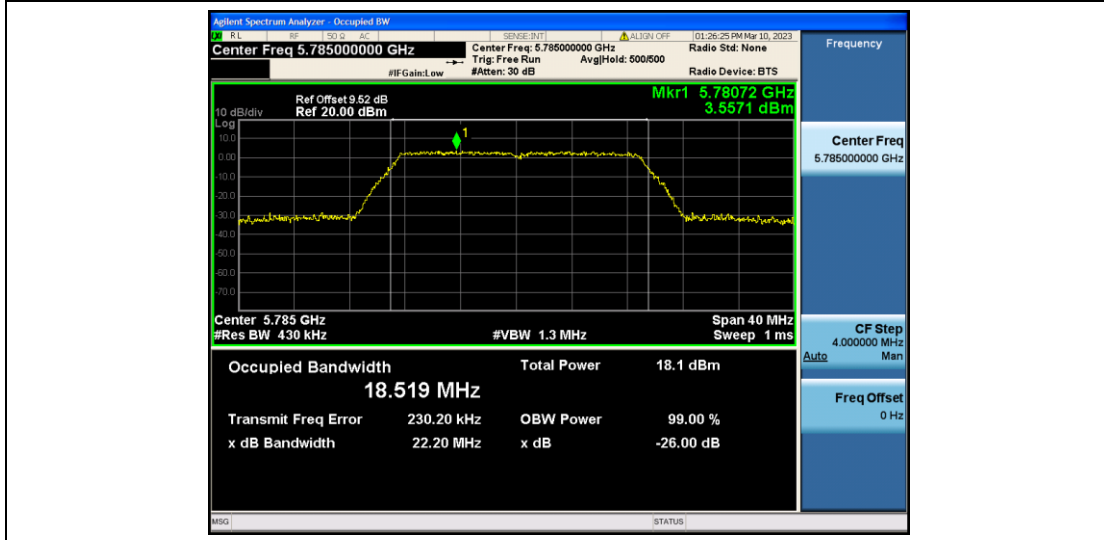 Agilent Spectrum Analyzer - Occupied BW
RL RF 50 Ω AC SENSE:INT ALIGN OFF 01:26:25 PM Mar 10, 2023
Center Freq 5.785000000 GHz Center Freq: 5.785000000 GHz Radio Std: None
Trig: Free Run Avg|Hold: 500/500
#IFGain:Low #Atten: 30 dB Radio Device: BTS
Frequency
Mkr1 5.78072 GHz
3.5571 dBm
Ref Offset 9.52 dB
10 dB/div Ref 20.00 dBm
Log
10.0
0.00
-10.0
-20.0
-30.0
-40.0
-50.0
-60.0
-70.0
1
Center 5.785 GHz Span 40 MHz
#Res BW 430 kHz #VBW 1.3 MHz Sweep 1 ms
Center Freq
5.785000000 GHz
CF Step
4.000000 MHz
Auto Man
Freq Offset
0 Hz
Occupied Bandwidth Total Power 18.1 dBm
18.519 MHz
Transmit Freq Error 230.20 kHz OBW Power 99.00 %
x dB Bandwidth 22.20 MHz x dB -26.00 dB
MSG STATUS